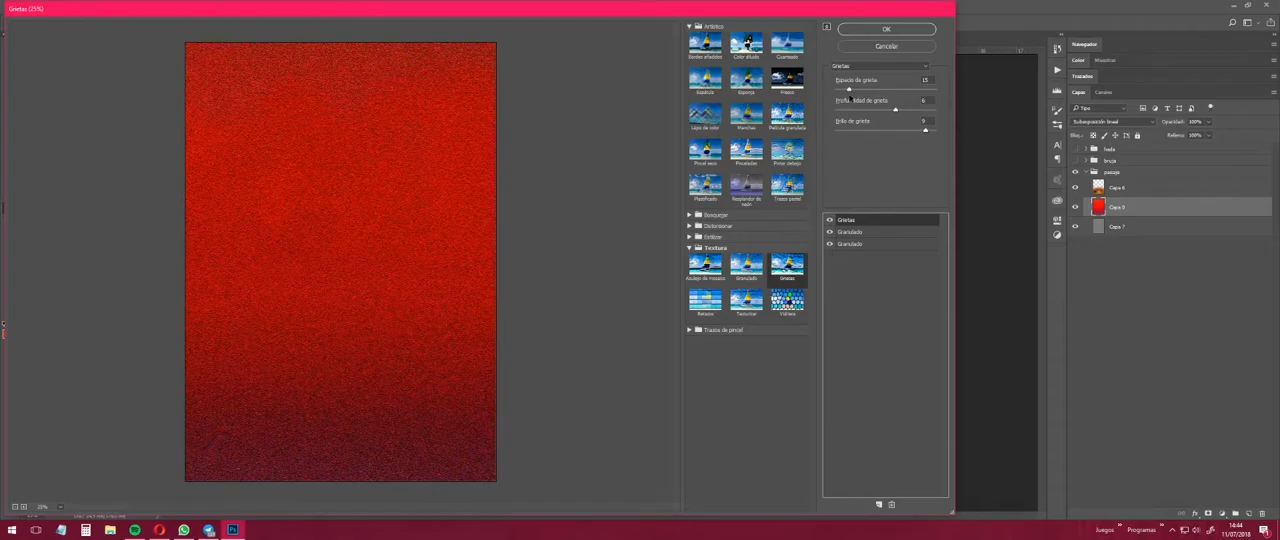 Grietas (25%)
Artístico
Bordes añadidos
Color diluido
Cuarteado
Espátula
Esponja
Fresco
Lápiz de color
Manchas
Película granulada
Pincel seco
Pinceladas
Pintar debajo
Plastificado
Resplandor de neón
Trazos pastel
Bosquejar
Distorsionar
Estilizar
Textura
Azulejo de mosaico
Granulado
Grietas
Retazos
Texturizar
Vidriera
Trazos de pincel
OK
Cancelar
Grietas
Espacio de grieta 15
Profundidad de grieta 6
Brillo de grieta 9
Grietas
Granulado
Granulado
25%
Navegador
Color Muestras
Trazados
Capas Canales
Tipo
Subexposición lineal Opacidad: 100%
Relleno: 100%
hada
bruja
paisaje
Capa 6
Capa 7
Juegos
Programas
14:44
11/07/2018